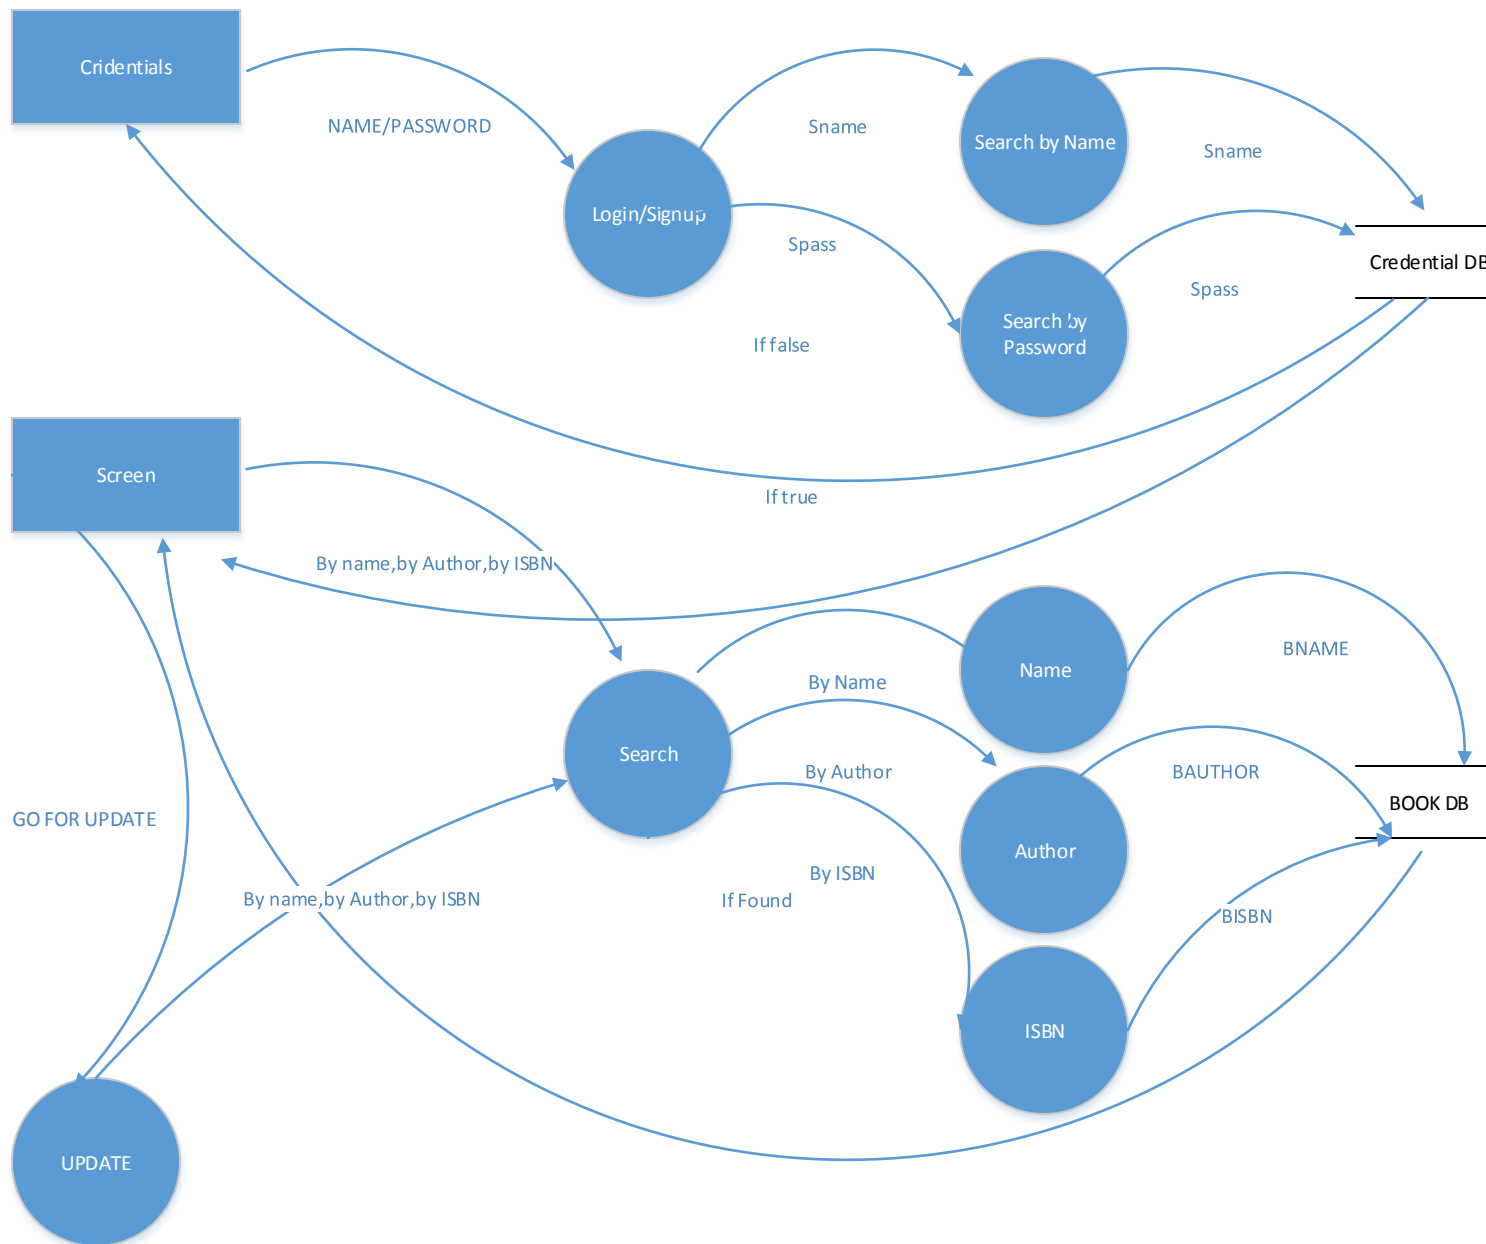 Cridentials
NAME/PASSWORD
Sname
Search by Name
Sname
Login/Signup
Spass
Credential DB
Spass
Search by
Password
If false
Screen
If true
By name,by Author,by ISBN
BNAME
Name
By Name
Search
By Author
BAUTHOR
BOOK DB
GO FOR UPDATE
Author
By ISBN
By name,by Author,by ISBN
If Found
BISBN
ISBN
UPDATE